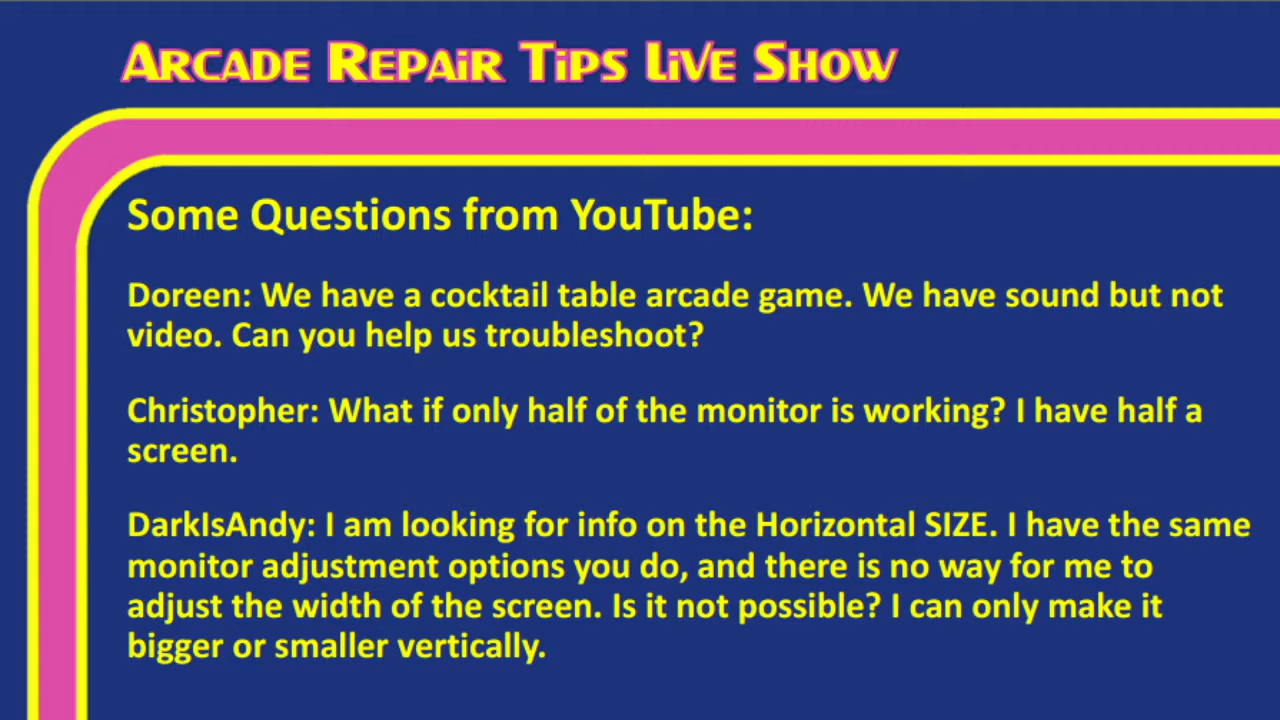 Arcade Repair Tips Live Show
Some Questions from YouTube:
Doreen: We have a cocktail table arcade game. We have sound but not
video. Can you help us troubleshoot?
Christopher: What if only half of the monitor is working? I have half a
screen.
DarkIsAndy: I am looking for info on the Horizontal SIZE. I have the same
monitor adjustment options you do, and there is no way for me to
adjust the width of the screen. Is it not possible? I can only make it
bigger or smaller vertically.